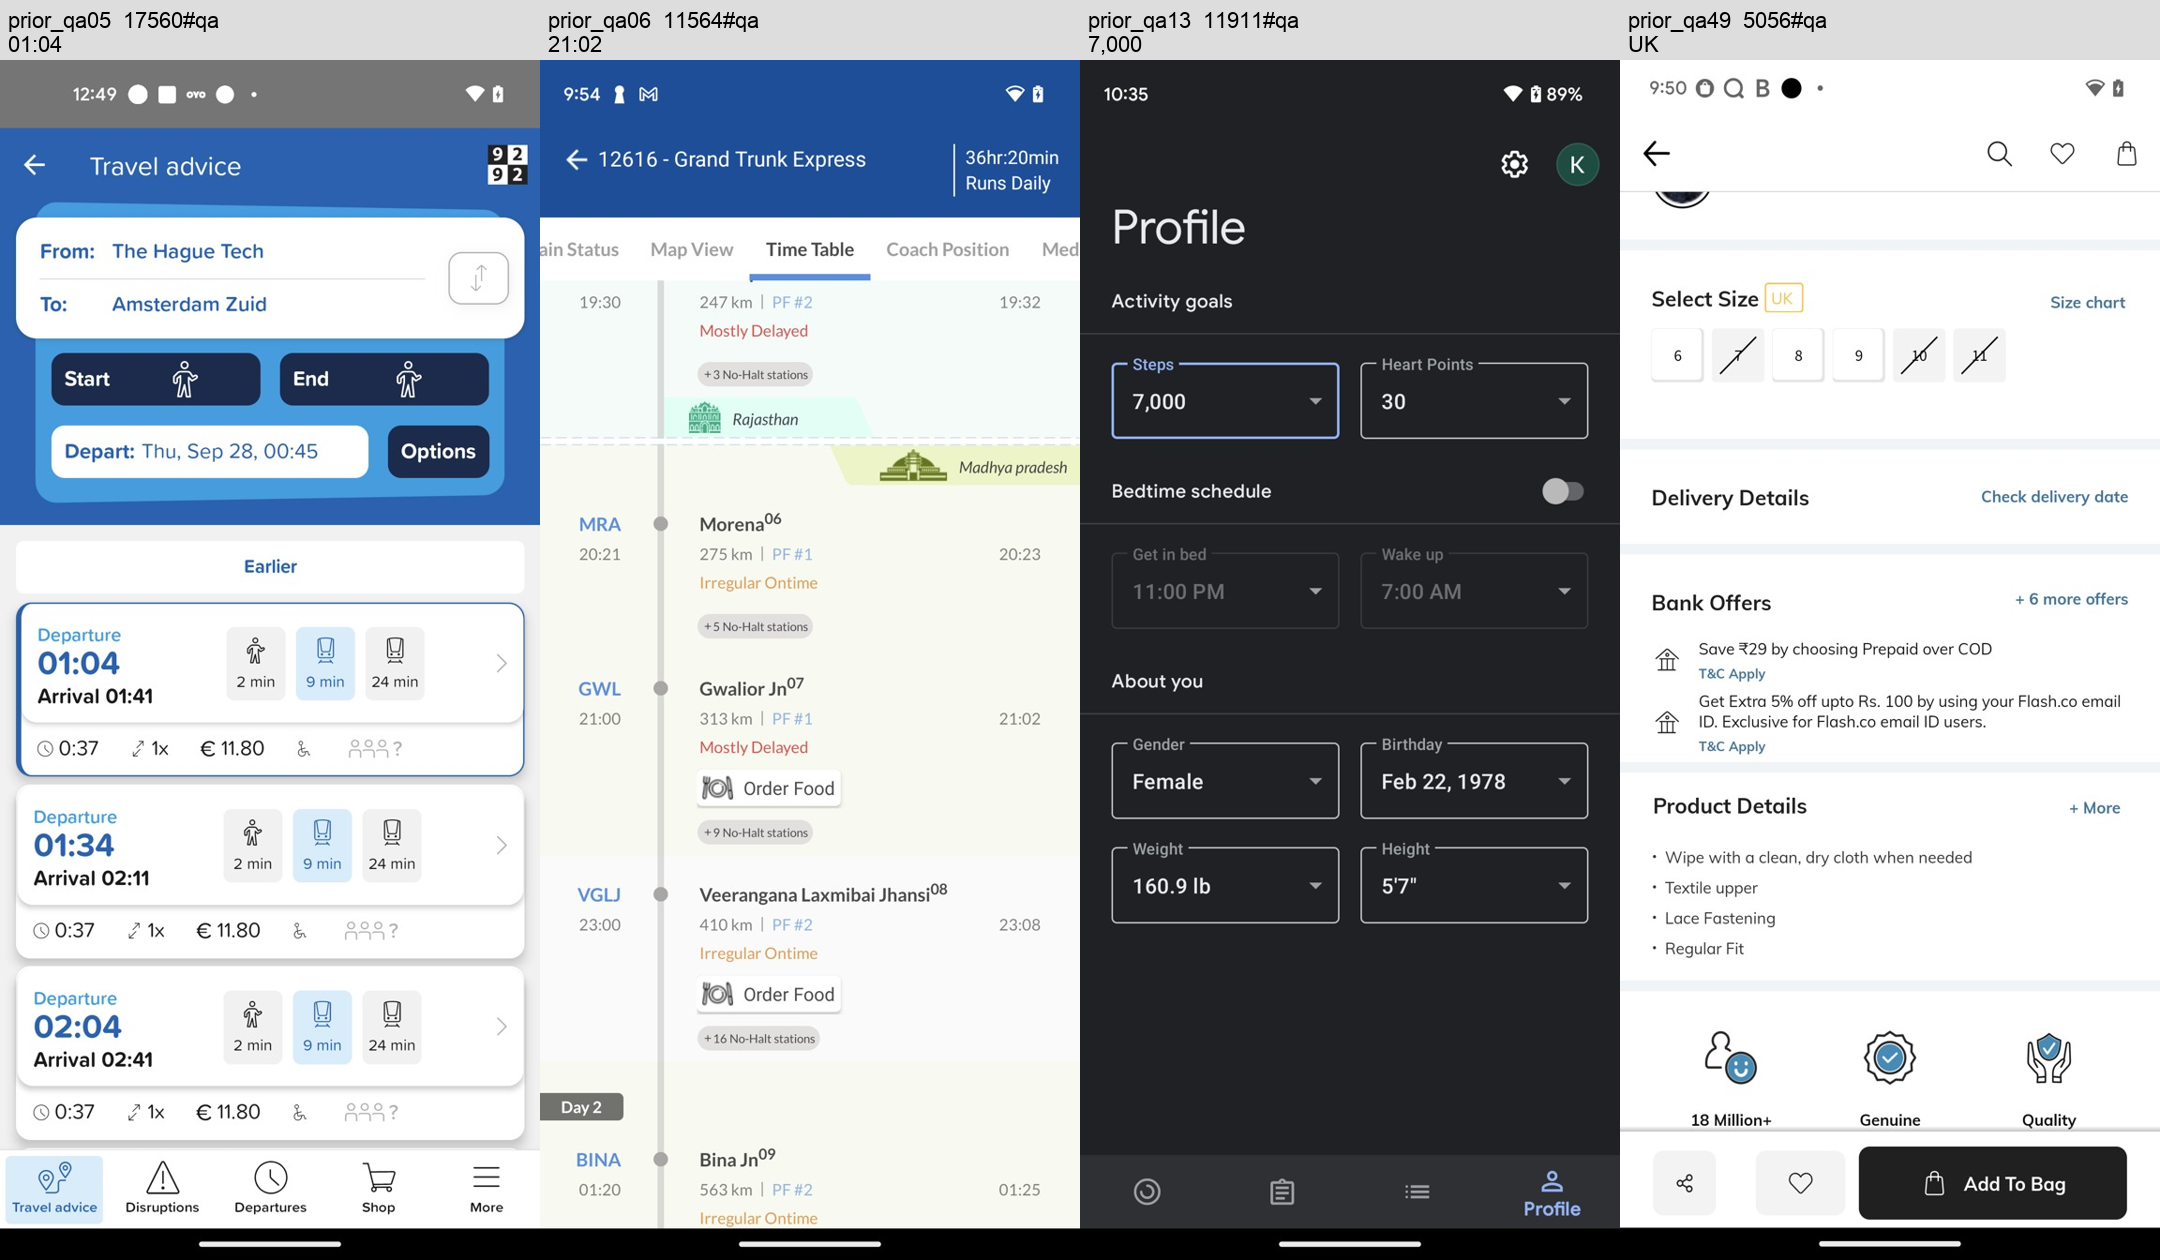 prior_qa05 17560#qa
01:04
12:49
ovo
Travel advice
9 2
9 2
From: The Hague Tech
To: Amsterdam Zuid
Start
End
Depart: Thu, Sep 28, 00:45
Options
Earlier
Departure
01:04
Arrival 01:41
2 min
9 min
24 min
0:37
1x
€ 11.80
?
Departure
01:34
Arrival 02:11
2 min
9 min
24 min
0:37
1x
€ 11.80
?
Departure
02:04
Arrival 02:41
2 min
9 min
24 min
0:37
1x
€ 11.80
?
Travel advice
Disruptions
Departures
Shop
More
prior_qa06 11564#qa
21:02
9:54
12616 - Grand Trunk Express
36hr:20min
Runs Daily
ain Status
Map View
Time Table
Coach Position
Med
19:30
247 km | PF #2
19:32
Mostly Delayed
+3 No-Halt stations
Rajasthan
Madhya pradesh
MRA
Morena06
20:21
275 km | PF #1
20:23
Irregular Ontime
+5 No-Halt stations
GWL
Gwalior Jn07
21:00
313 km | PF #1
21:02
Mostly Delayed
Order Food
+9 No-Halt stations
VGLJ
Veerangana Laxmibai Jhansi08
23:00
410 km | PF #2
23:08
Irregular Ontime
Order Food
+16 No-Halt stations
Day 2
BINA
Bina Jn09
01:20
563 km | PF #2
01:25
Irregular Ontime
prior_qa13 11911#qa
7,000
10:35
89%
K
Profile
Activity goals
Steps
7,000
Heart Points
30
Bedtime schedule
Get in bed
11:00 PM
Wake up
7:00 AM
About you
Gender
Female
Birthday
Feb 22, 1978
Weight
160.9 lb
Height
5'7"
Profile
prior_qa49 5056#qa
UK
9:50
B
Select Size UK
Size chart
6
7
8
9
10
11
Delivery Details
Check delivery date
Bank Offers
+ 6 more offers
Save ₹29 by choosing Prepaid over COD
T&C Apply
Get Extra 5% off upto Rs. 100 by using your Flash.co email
ID. Exclusive for Flash.co email ID users.
T&C Apply
Product Details
+ More
• Wipe with a clean, dry cloth when needed
• Textile upper
• Lace Fastening
• Regular Fit
18 Million+
Genuine
Quality
Add To Bag